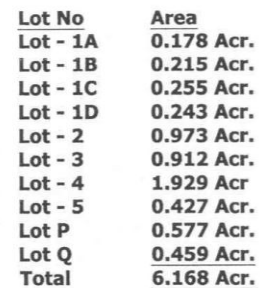 Lot No Area
Lot - 1A 0.178 Acr.
Lot - 1B 0.215 Acr.
Lot - 1C 0.255 Acr.
Lot - 1D 0.243 Acr.
Lot - 2 0.973 Acr.
Lot - 3 0.912 Acr.
Lot - 4 1.929 Acr
Lot - 5 0.427 Acr.
Lot P 0.577 Acr.
Lot Q 0.459 Acr.
Total 6.168 Acr.